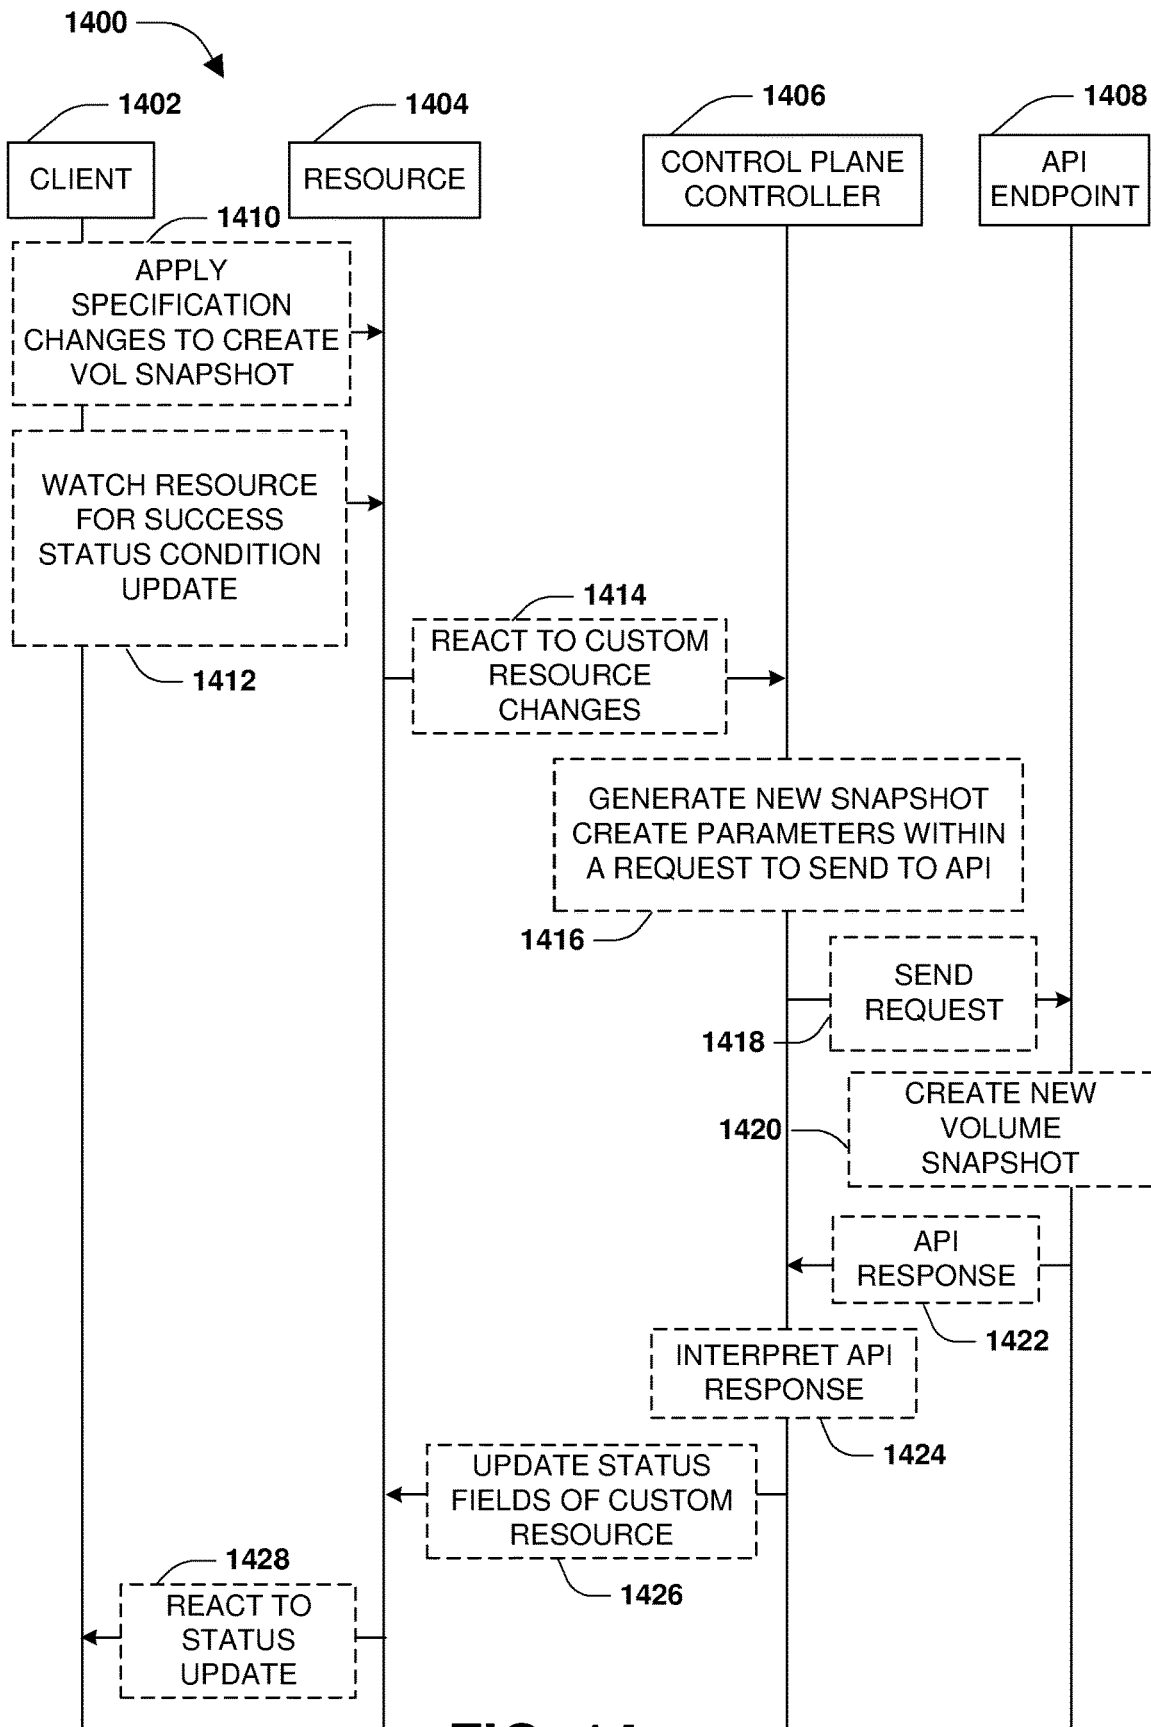 1400
1402
1404
1406
1408
CLIENT
RESOURCE
CONTROL PLANE
CONTROLLER
API
ENDPOINT
1410
APPLY
SPECIFICATION
CHANGES TO CREATE
VOL SNAPSHOT
WATCH RESOURCE
FOR SUCCESS
STATUS CONDITION
UPDATE
1412
1414
REACT TO CUSTOM
RESOURCE
CHANGES
GENERATE NEW SNAPSHOT
CREATE PARAMETERS WITHIN
A REQUEST TO SEND TO API
1416
SEND
REQUEST
1418
CREATE NEW
VOLUME
SNAPSHOT
1420
API
RESPONSE
1422
INTERPRET API
RESPONSE
1424
UPDATE STATUS
FIELDS OF CUSTOM
RESOURCE
1426
1428
REACT TO
STATUS
UPDATE